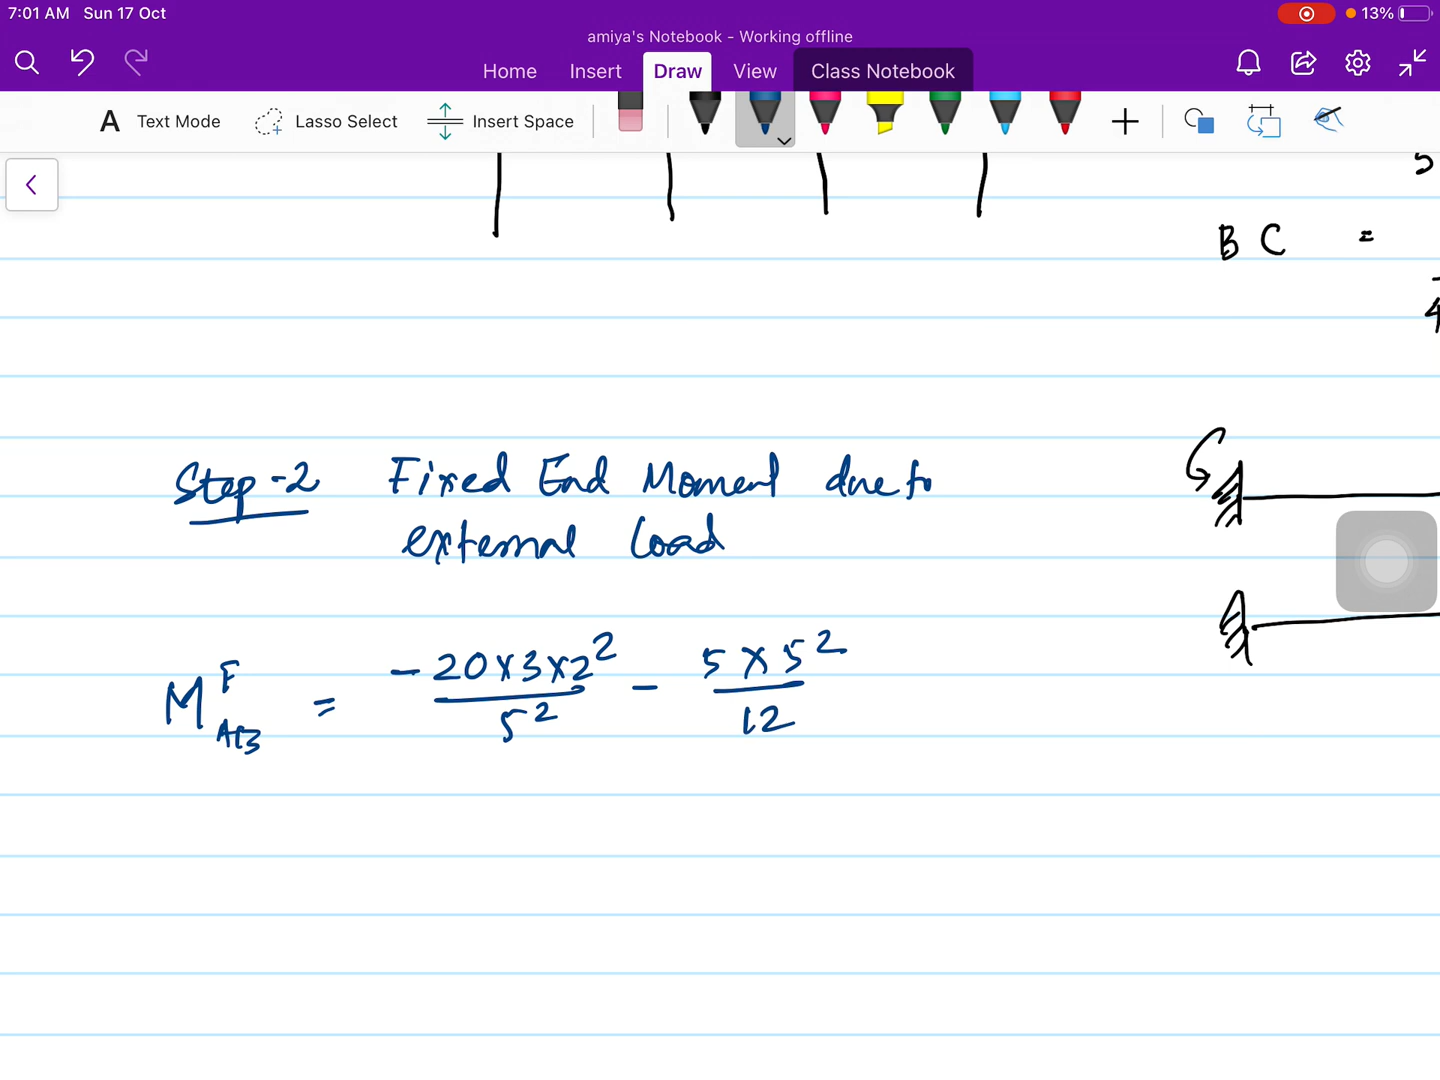 7:01 AM Sun 17 Oct
13%
amiya's Notebook - Working offline
Home Insert Draw View Class Notebook
A Text Mode Lasso Select Insert Space
5
B C =
4
Step-2 Fixed End Moment due to
external load
M^F_AB = - 20×3×2²/5² - 5×5²/12